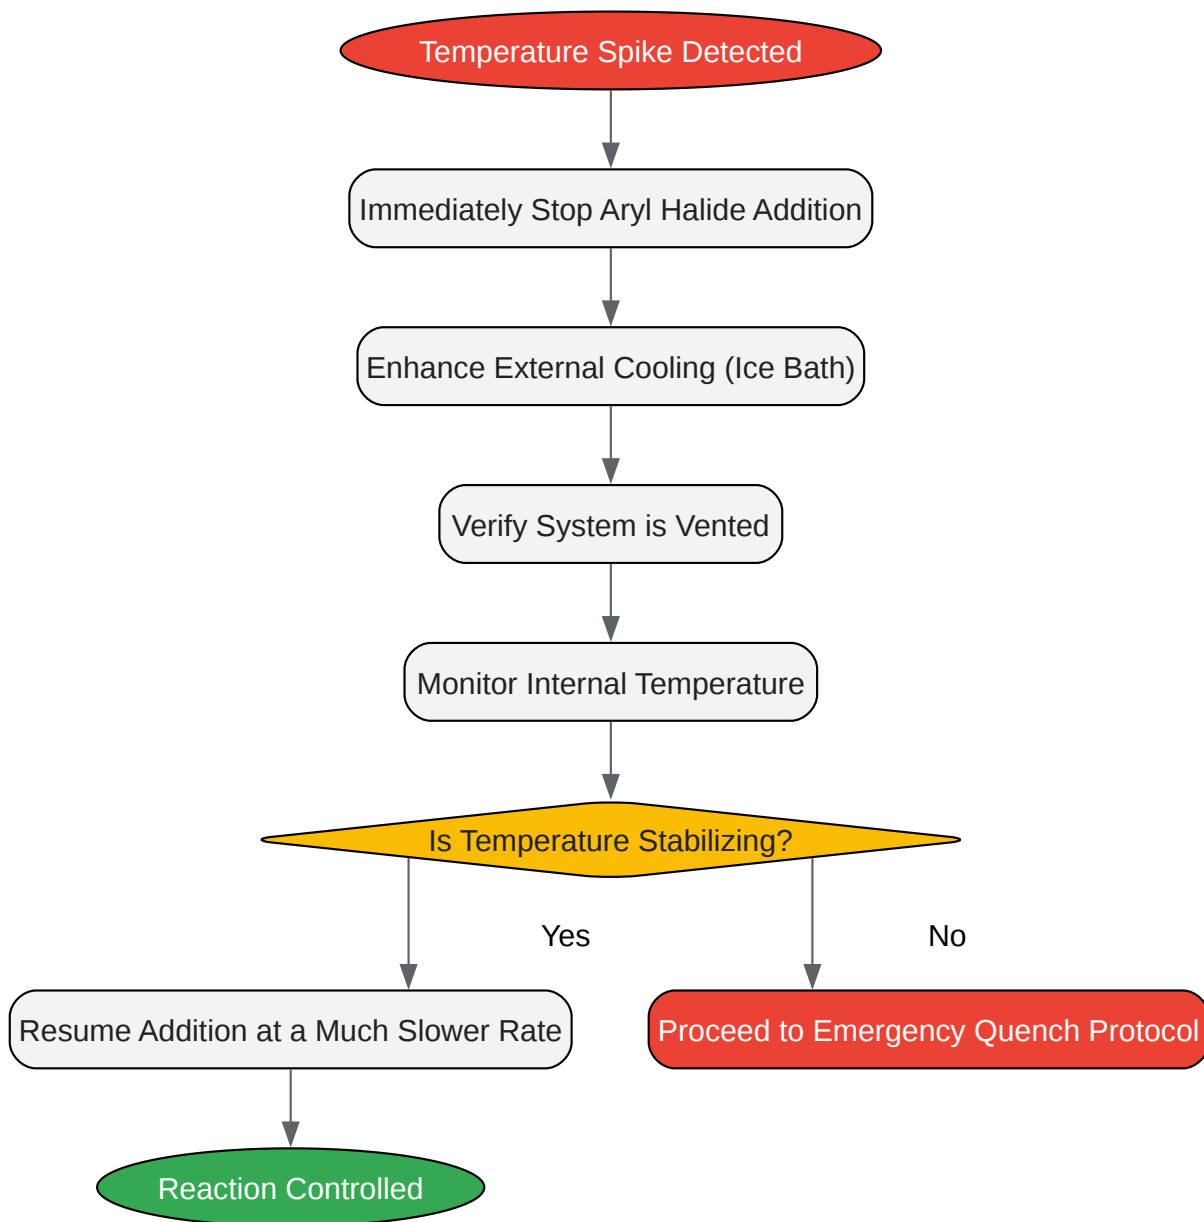 Temperature Spike Detected
Immediately Stop Aryl Halide Addition
Enhance External Cooling (Ice Bath)
Verify System is Vented
Monitor Internal Temperature
Is Temperature Stabilizing?
Yes
No
Resume Addition at a Much Slower Rate
Proceed to Emergency Quench Protocol
Reaction Controlled